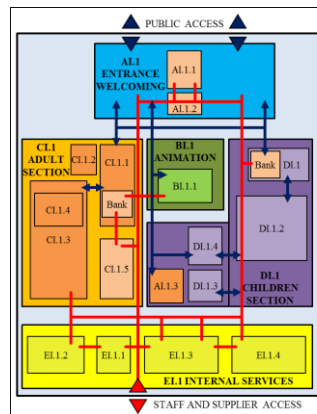 PUBLIC ACCESS
AI.1
ENTRANCE
WELCOMING
AI.1.1
AI.1.2
CI.1
ADULT
SECTION
CI.1.2
CI.1.1
Bank
CI.1.4
CI.1.3
CI.1.5
BI.1
ANIMATION
BI.1.1
Bank
DI.1
DI.1.2
DI.1.4
AI.1.3
DI.1.3
DI.1
CHILDREN
SECTION
EI.1.2
EI.1.1
EI.1.3
EI.1.4
EI.1 INTERNAL SERVICES
STAFF AND SUPPLIER ACCESS